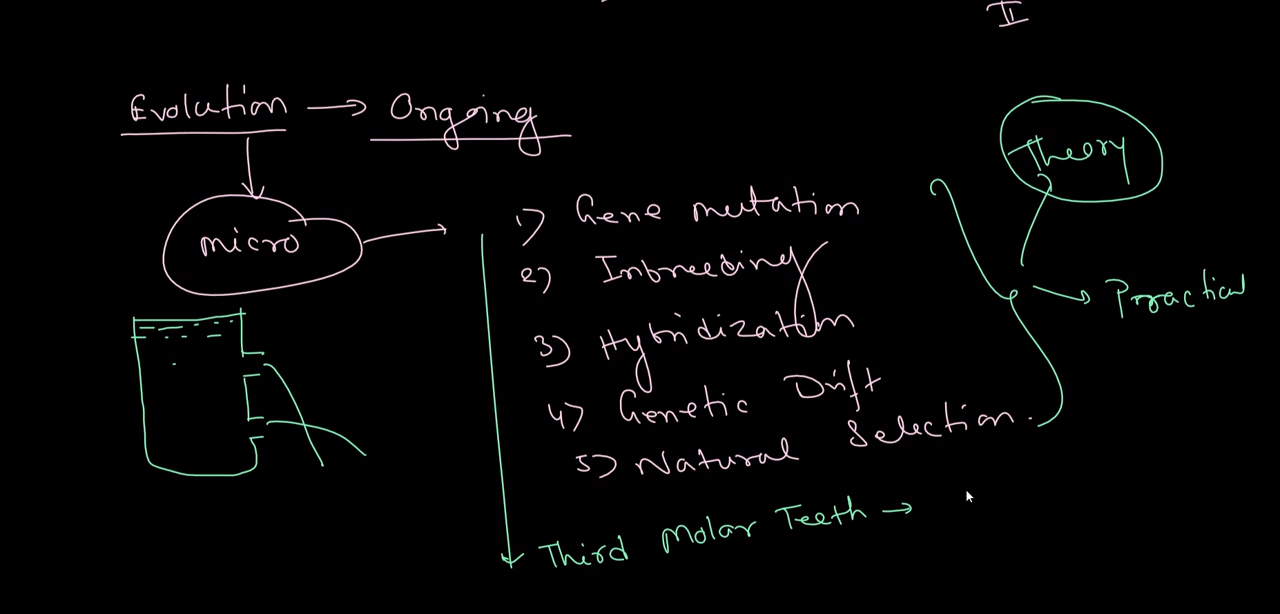 II
Evolution → Ongoing
Theory
micro →
1) Gene mutation
2) Inbreeding
→ Practical
3) Hybridization
4) Genetic Drift
5) Natural Selection.
Third Molar Teeth →